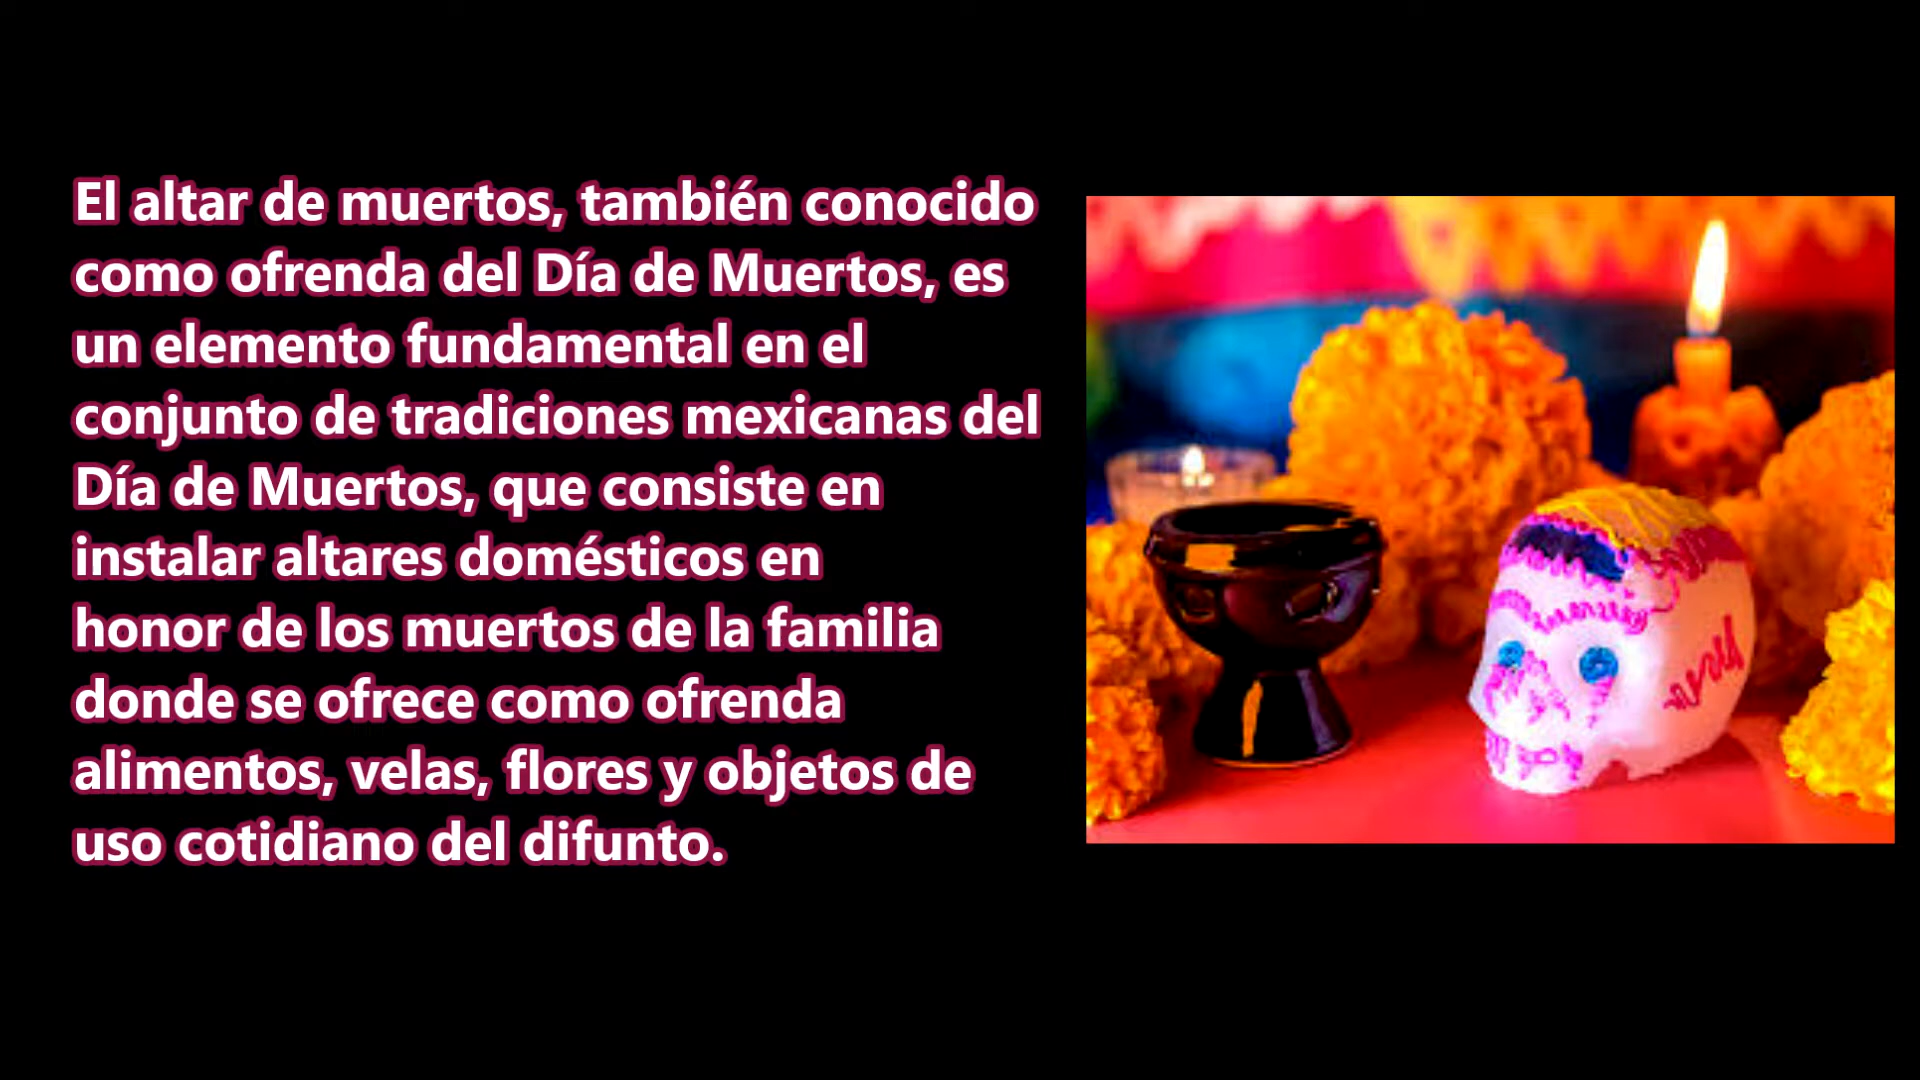 El altar de muertos, también conocido
como ofrenda del Día de Muertos, es
un elemento fundamental en el
conjunto de tradiciones mexicanas del
Día de Muertos, que consiste en
instalar altares domésticos en
honor de los muertos de la familia
donde se ofrece como ofrenda
alimentos, velas, flores y objetos de
uso cotidiano del difunto.